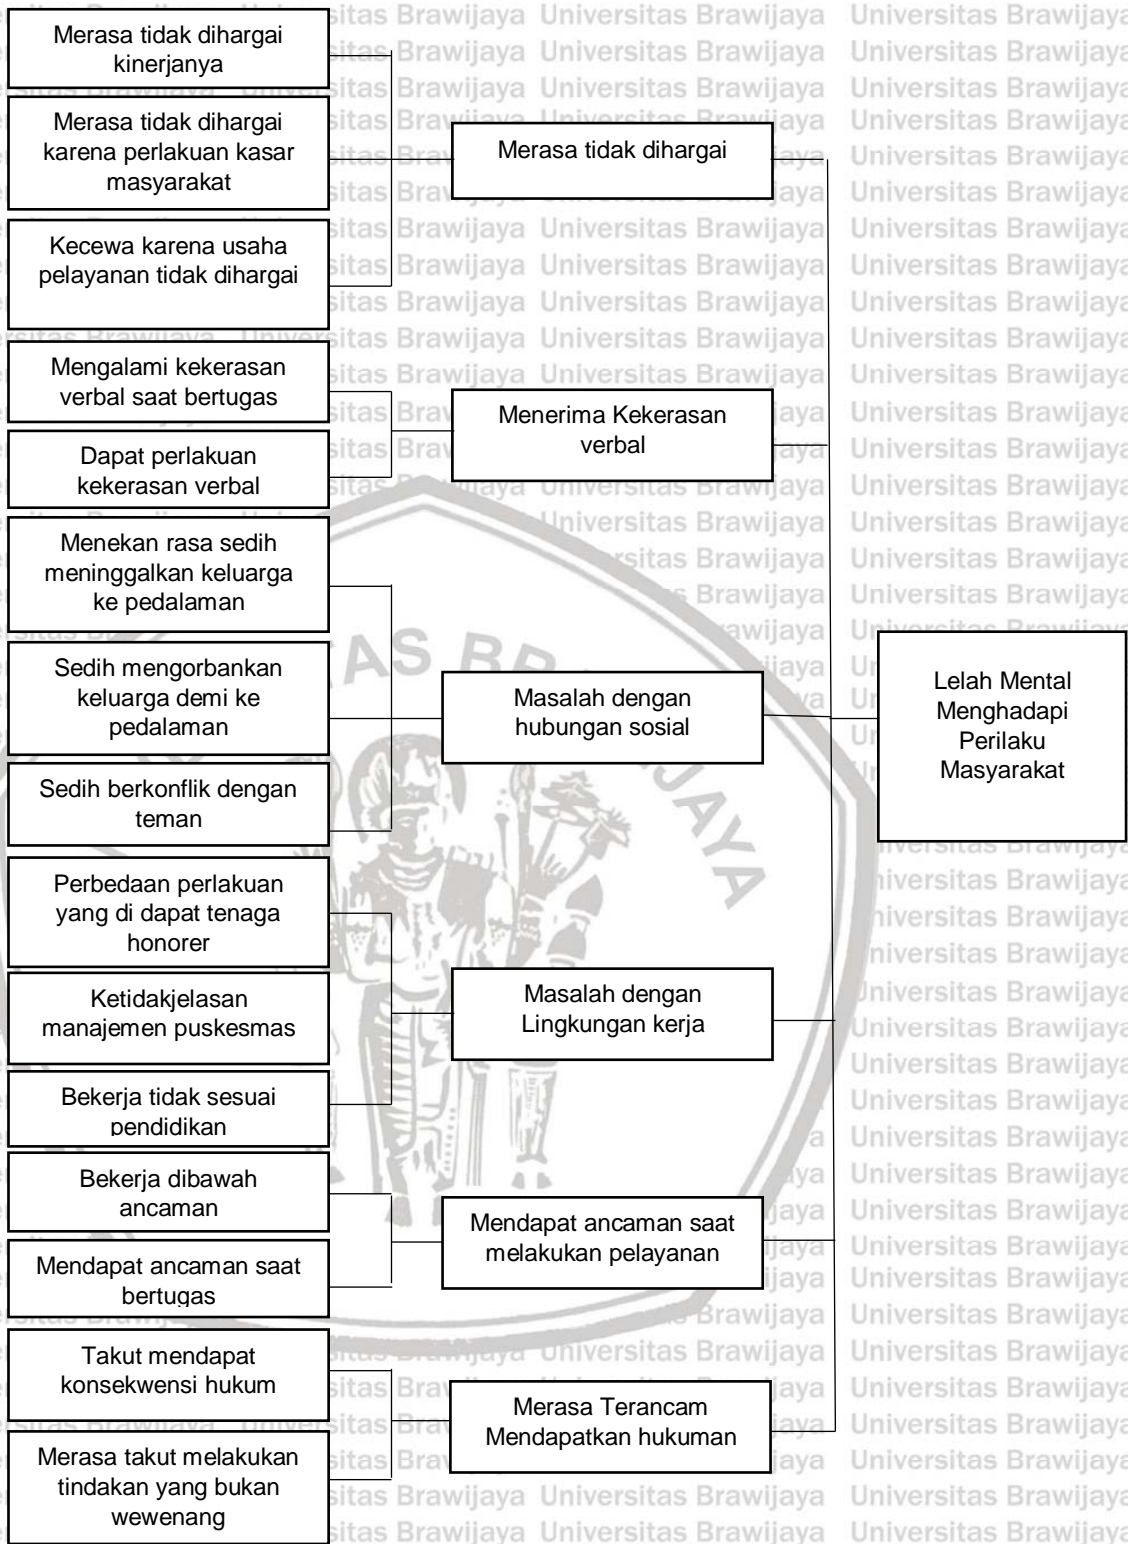 Merasa tidak dihargai
kinerjanya
Merasa tidak dihargai
karena perlakuan kasar
masyarakat
Kecewa karena usaha
pelayanan tidak dihargai
Merasa tidak dihargai
Mengalami kekerasan
verbal saat bertugas
Dapat perlakuan
kekerasan verbal
Menerima Kekerasan
verbal
Menekan rasa sedih
meninggalkan keluarga
ke pedalaman
Sedih mengorbankan
keluarga demi ke
pedalaman
Sedih berkonflik dengan
teman
Masalah dengan
hubungan sosial
Perbedaan perlakuan
yang di dapat tenaga
honorer
Ketidakjelasan
manajemen puskesmas
Bekerja tidak sesuai
pendidikan
Masalah dengan
Lingkungan kerja
Bekerja dibawah
ancaman
Mendapat ancaman saat
bertugas
Mendapat ancaman saat
melakukan pelayanan
Takut mendapat
konsekwensi hukum
Merasa takut melakukan
tindakan yang bukan
wewenang
Merasa Terancam
Mendapatkan hukuman
Lelah Mental
Menghadapi
Perilaku
Masyarakat